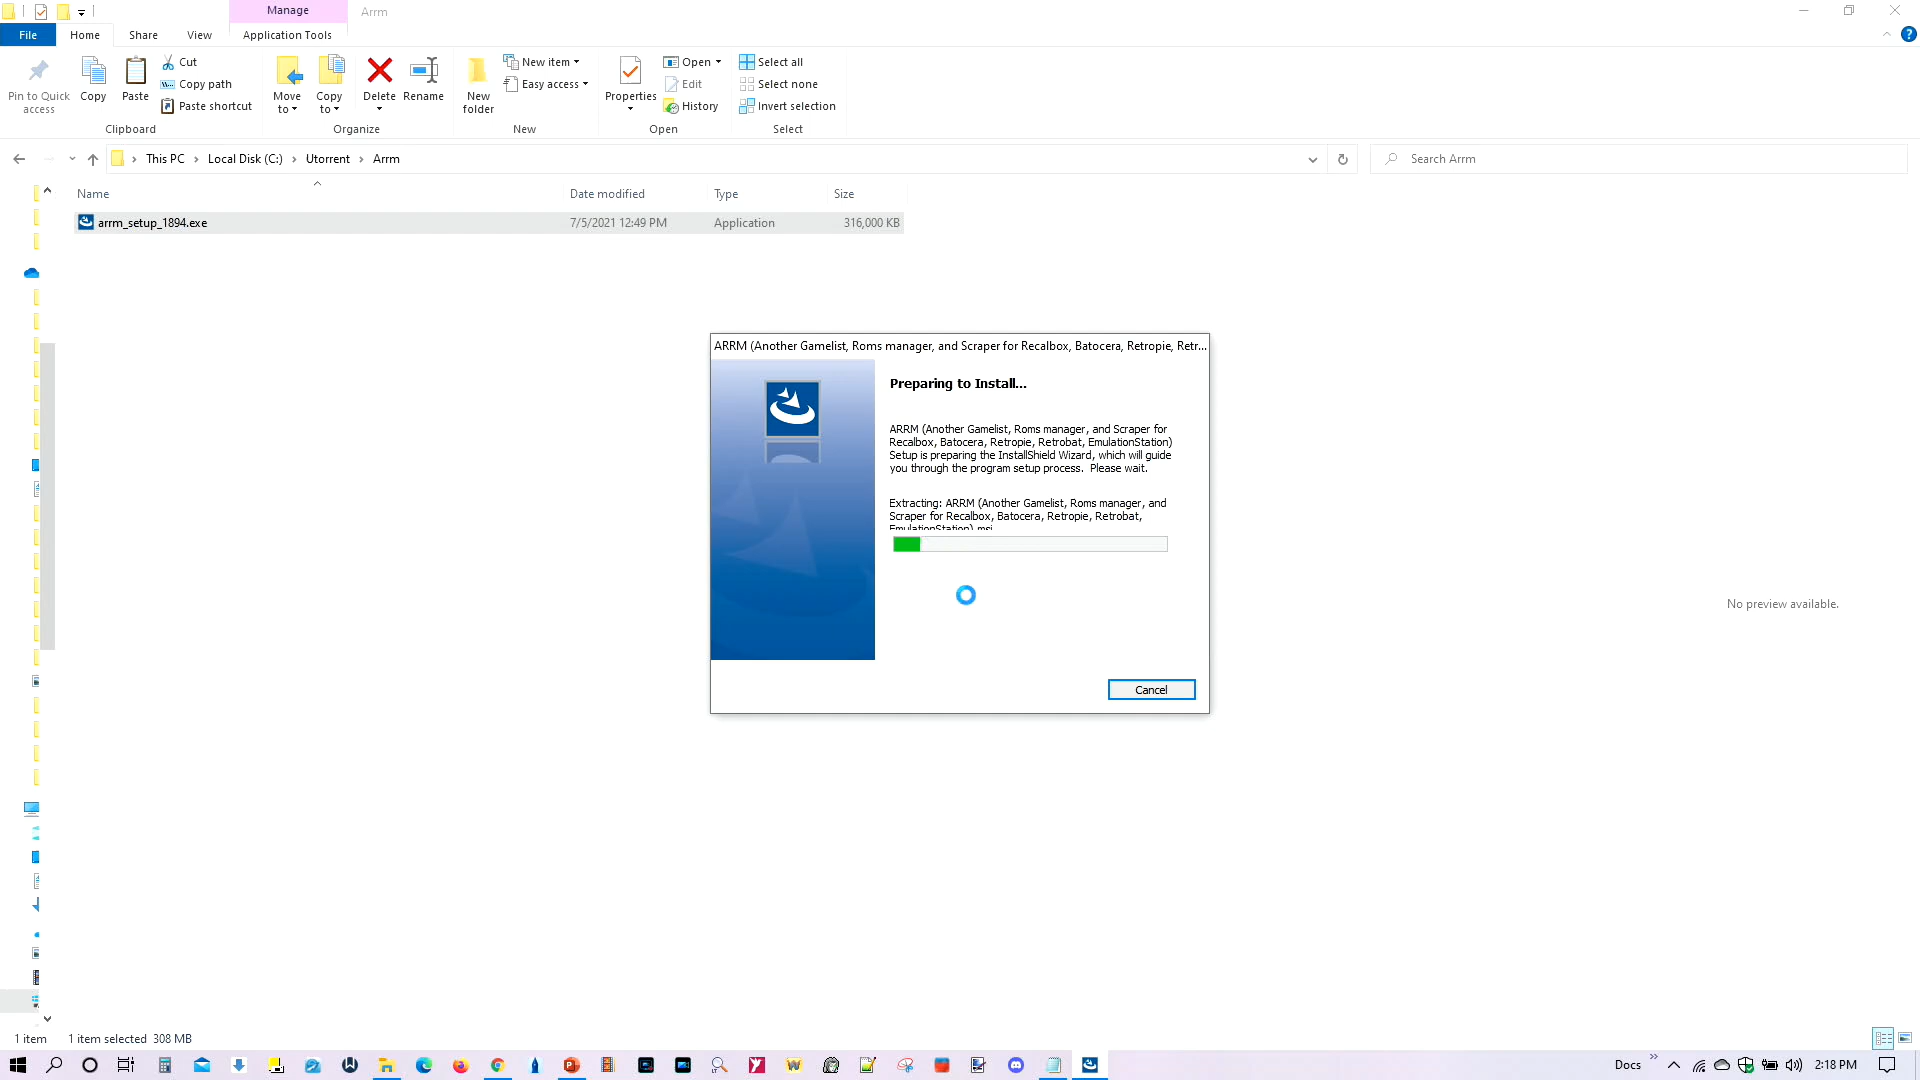 Manage
Arrm
File
Home
Share
View
Application Tools
Pin to Quick
access
Copy
Paste
Cut
Copy path
Paste shortcut
Clipboard
Move
to
Copy
to
Delete
Rename
Organize
New
folder
New item
Easy access
New
Properties
Open
Edit
History
Open
Select all
Select none
Invert selection
Select
This PC
Local Disk (C:)
Utorrent
Arrm
Search Arrm
Name
Date modified
Type
Size
arrm_setup_1894.exe
7/5/2021 12:49 PM
Application
316,000 KB
ARRM (Another Gamelist, Roms manager, and Scraper for Recalbox, Batocera, Retropie, Retr...
Preparing to Install...
ARRM (Another Gamelist, Roms manager, and Scraper for
Recalbox, Batocera, Retropie, Retrobat, EmulationStation)
Setup is preparing the InstallShield Wizard, which will guide
you through the program setup process.  Please wait.
Extracting: ARRM (Another Gamelist, Roms manager, and
Scraper for Recalbox, Batocera, Retropie, Retrobat,
EmulationStation).msi
Cancel
No preview available.
1 item
1 item selected  308 MB
Docs
2:18 PM